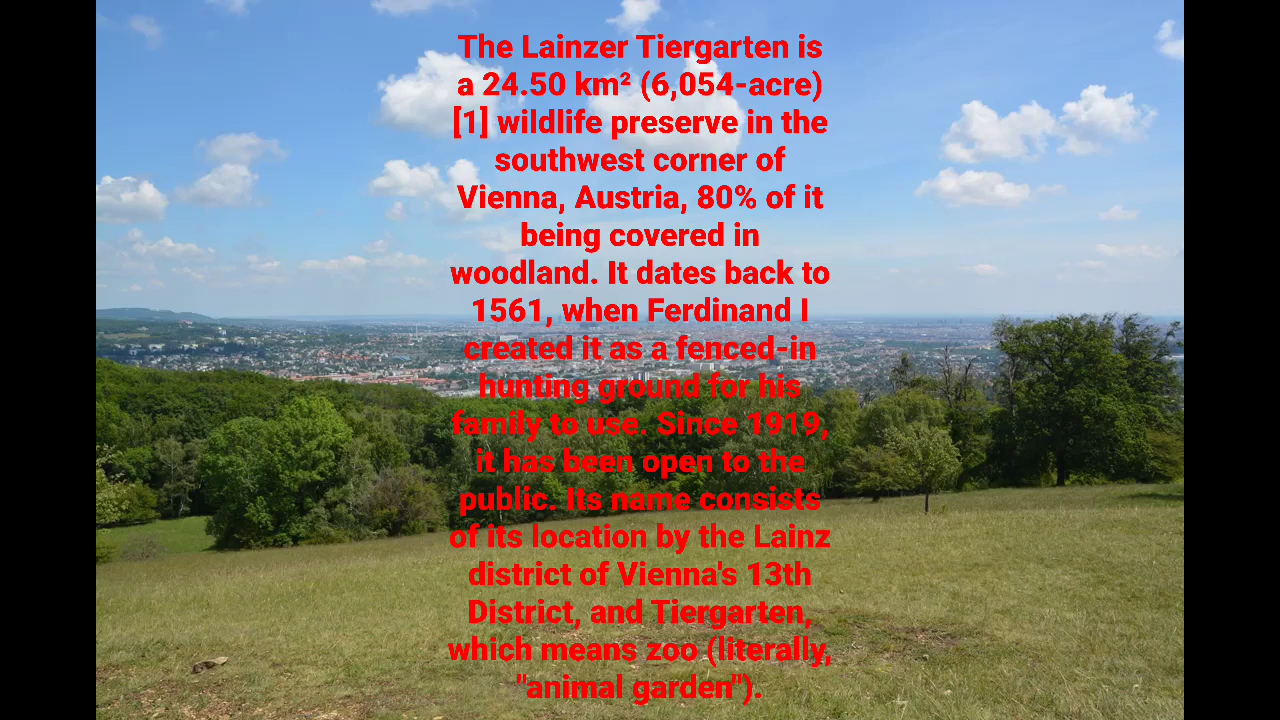 The Lainzer Tiergarten is
a 24.50 km² (6,054-acre)
[1] wildlife preserve in the
southwest corner of
Vienna, Austria, 80% of it
being covered in
woodland. It dates back to
1561, when Ferdinand I
created it as a fenced-in
hunting ground for his
family to use. Since 1919,
it has been open to the
public. Its name consists
of its location by the Lainz
district of Vienna's 13th
District, and Tiergarten,
which means zoo (literally,
"animal garden").